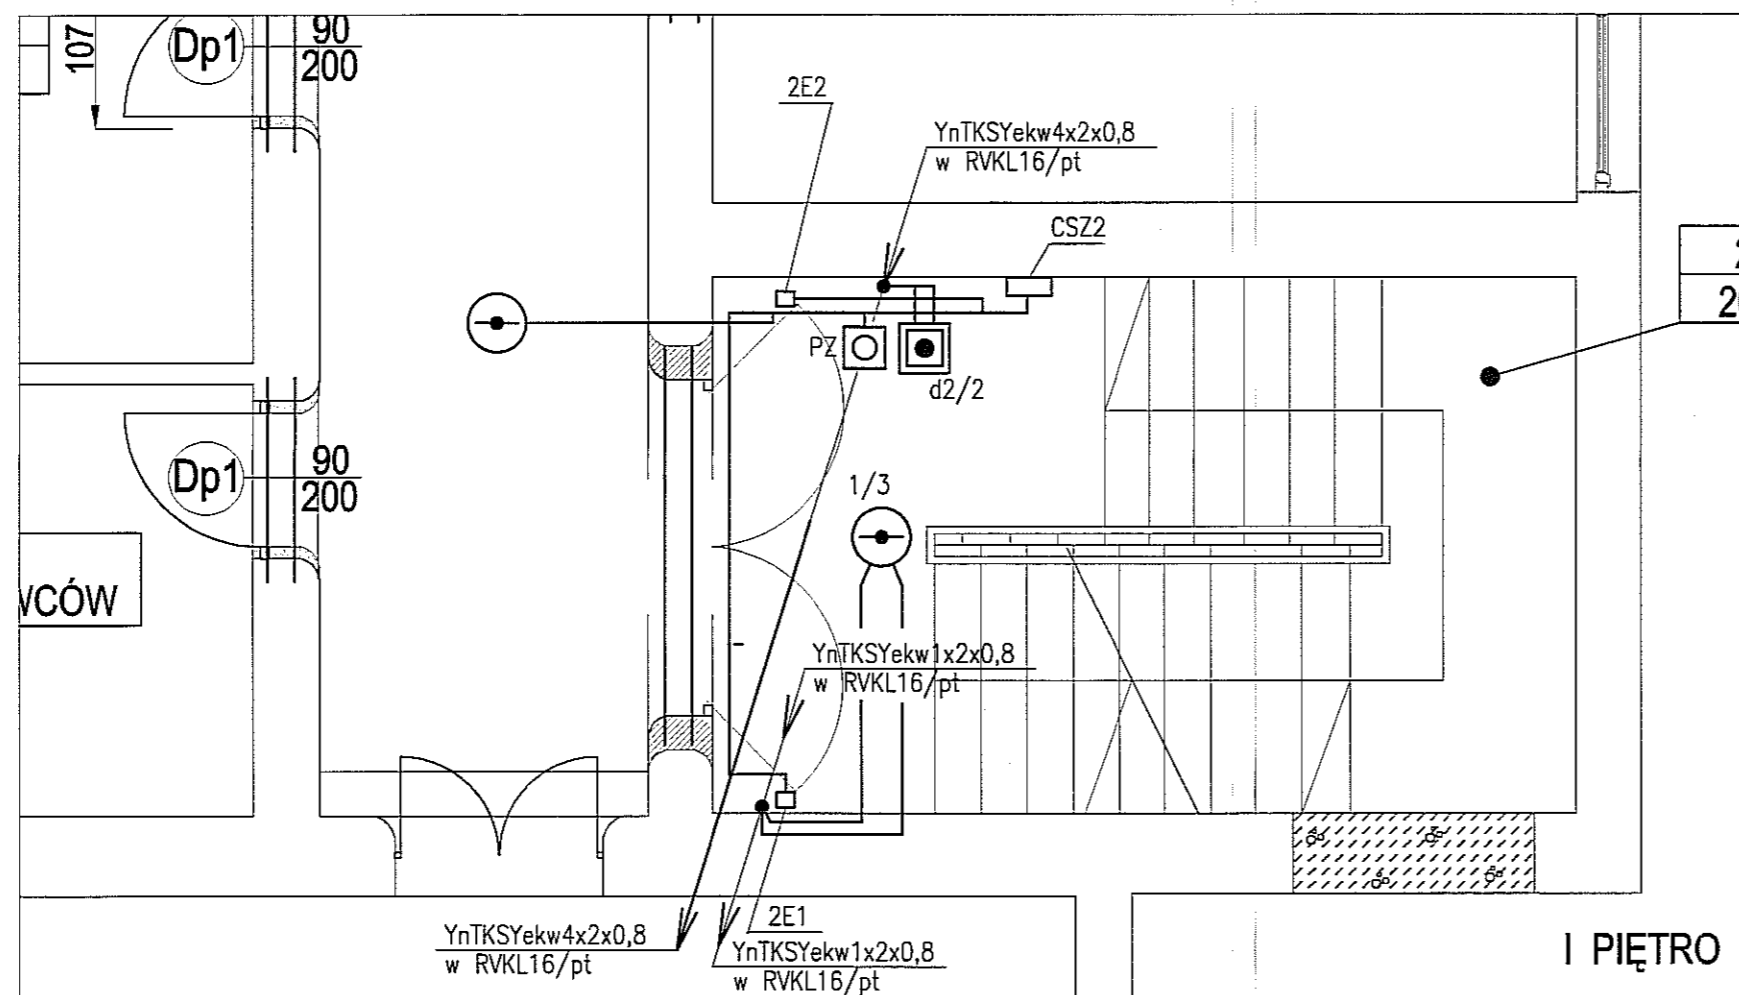 107
Dp1
90
200
2E2
YnTKSYekw4x2x0,8
w RVKL16/pt
CSZ2
PZ
d2/2
Dp1
90
200
1/3
WCÓW
YnTKSYekw1x2x0,8
w RVKL16/pt
2E1
YnTKSYekw4x2x0,8
w RVKL16/pt
YnTKSYekw1x2x0,8
w RVKL16/pt
I PIĘTRO